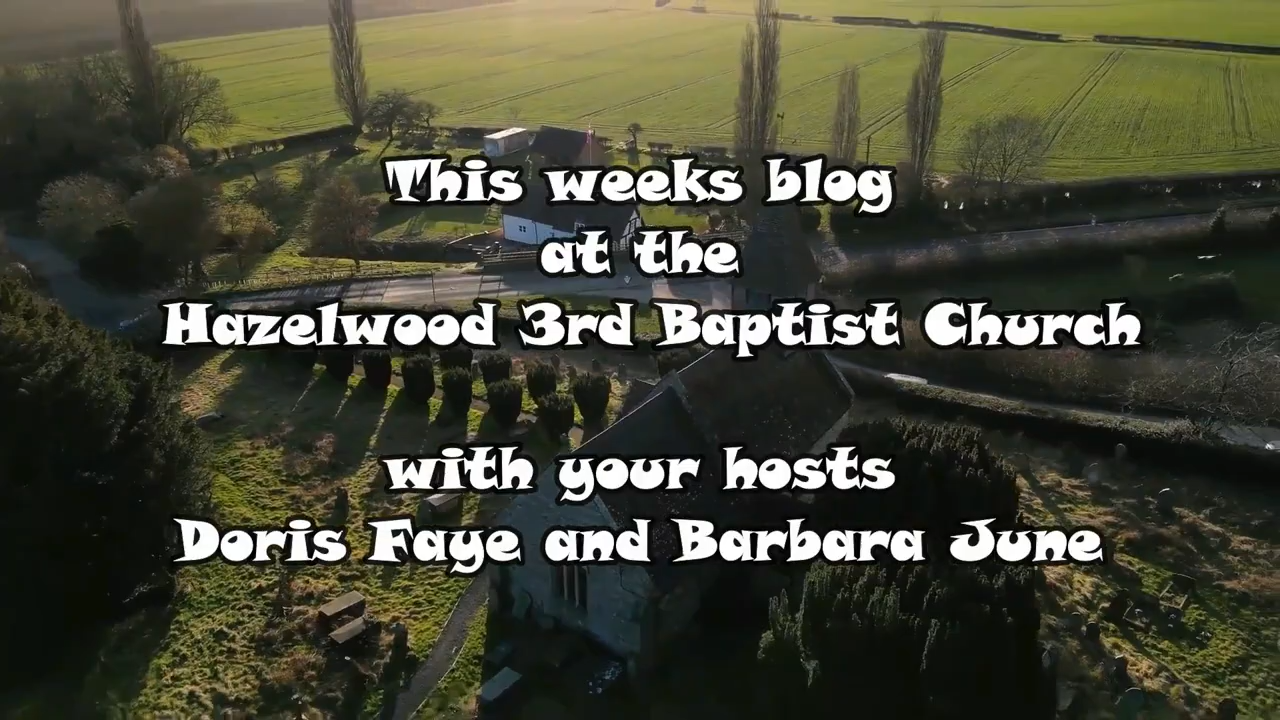 This weeks blog
at the
Hazelwood 3rd Baptist Church
with your hosts
Doris Faye and Barbara June